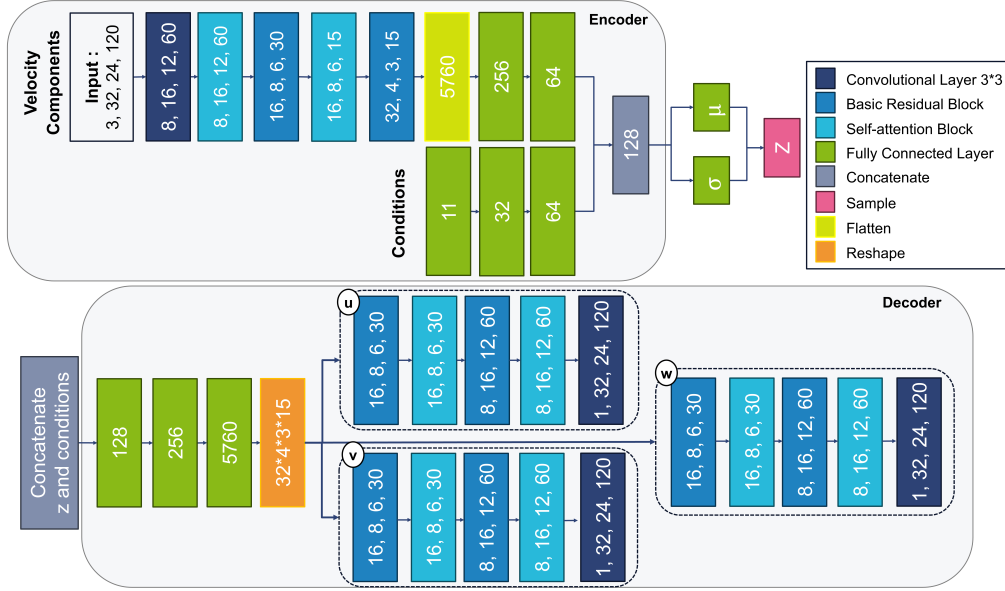 Encoder
Velocity
Components
Input :
3, 32, 24, 120
8, 16, 12, 60
8, 16, 12, 60
16, 8, 6, 30
16, 8, 6, 15
32, 4, 3, 15
5760
256
64
Conditions
11
32
64
128
μ
σ
Z
Convolutional Layer 3*3
Basic Residual Block
Self-attention Block
Fully Connected Layer
Concatenate
Sample
Flatten
Reshape
Decoder
Concatenate
z and conditions
128
256
5760
32*4*3*15
u
16, 8, 6, 30
16, 8, 6, 30
8, 16, 12, 60
8, 16, 12, 60
1, 32, 24, 120
v
16, 8, 6, 30
16, 8, 6, 30
8, 16, 12, 60
8, 16, 12, 60
1, 32, 24, 120
w
16, 8, 6, 30
16, 8, 6, 30
8, 16, 12, 60
8, 16, 12, 60
1, 32, 24, 120